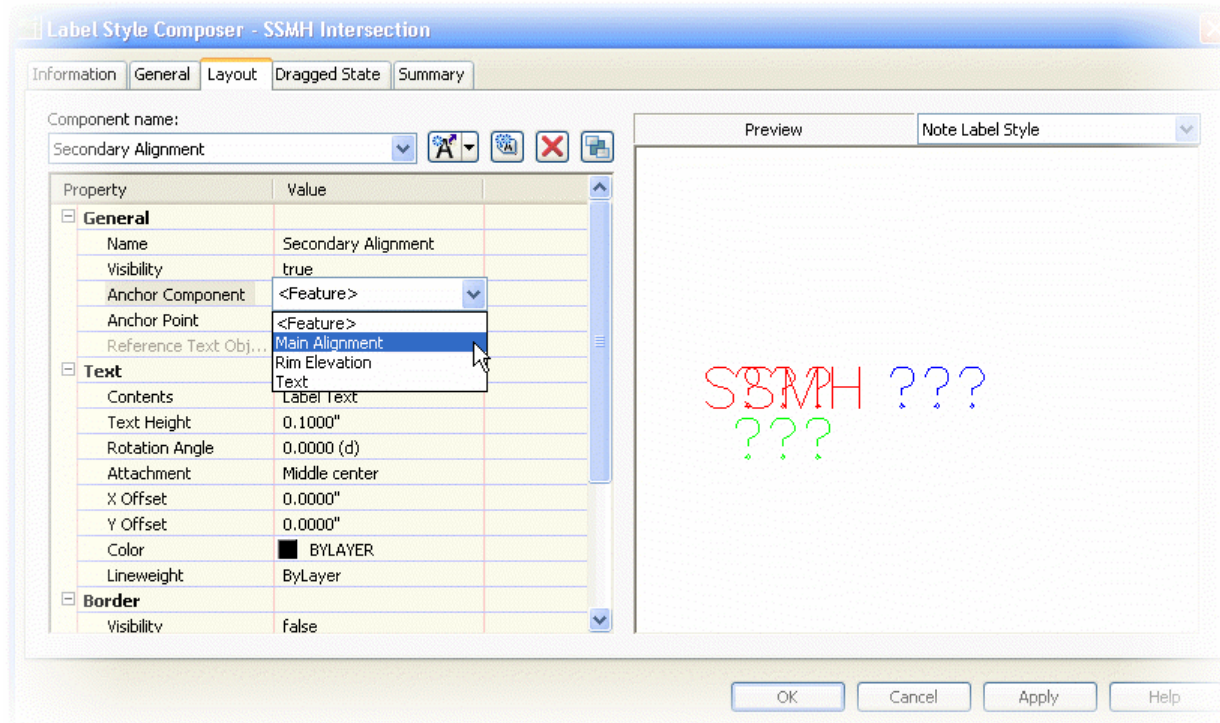 Label Style Composer - SSMH Intersection
Information General Layout Dragged State Summary
Component name:
Secondary Alignment
Preview Note Label Style
Property Value
General
Name Secondary Alignment
Visibility true
Anchor Component <Feature>
Anchor Point <Feature>
Reference Text Obj... Main Alignment
Rim Elevation
Text Text
Contents Label Text
Text Height 0.1000"
Rotation Angle 0.0000 (d)
Attachment Middle center
X Offset 0.0000"
Y Offset 0.0000"
Color BYLAYER
Lineweight ByLayer
Border
Visibility false
SSMH ???
???
???
OK Cancel Apply Help